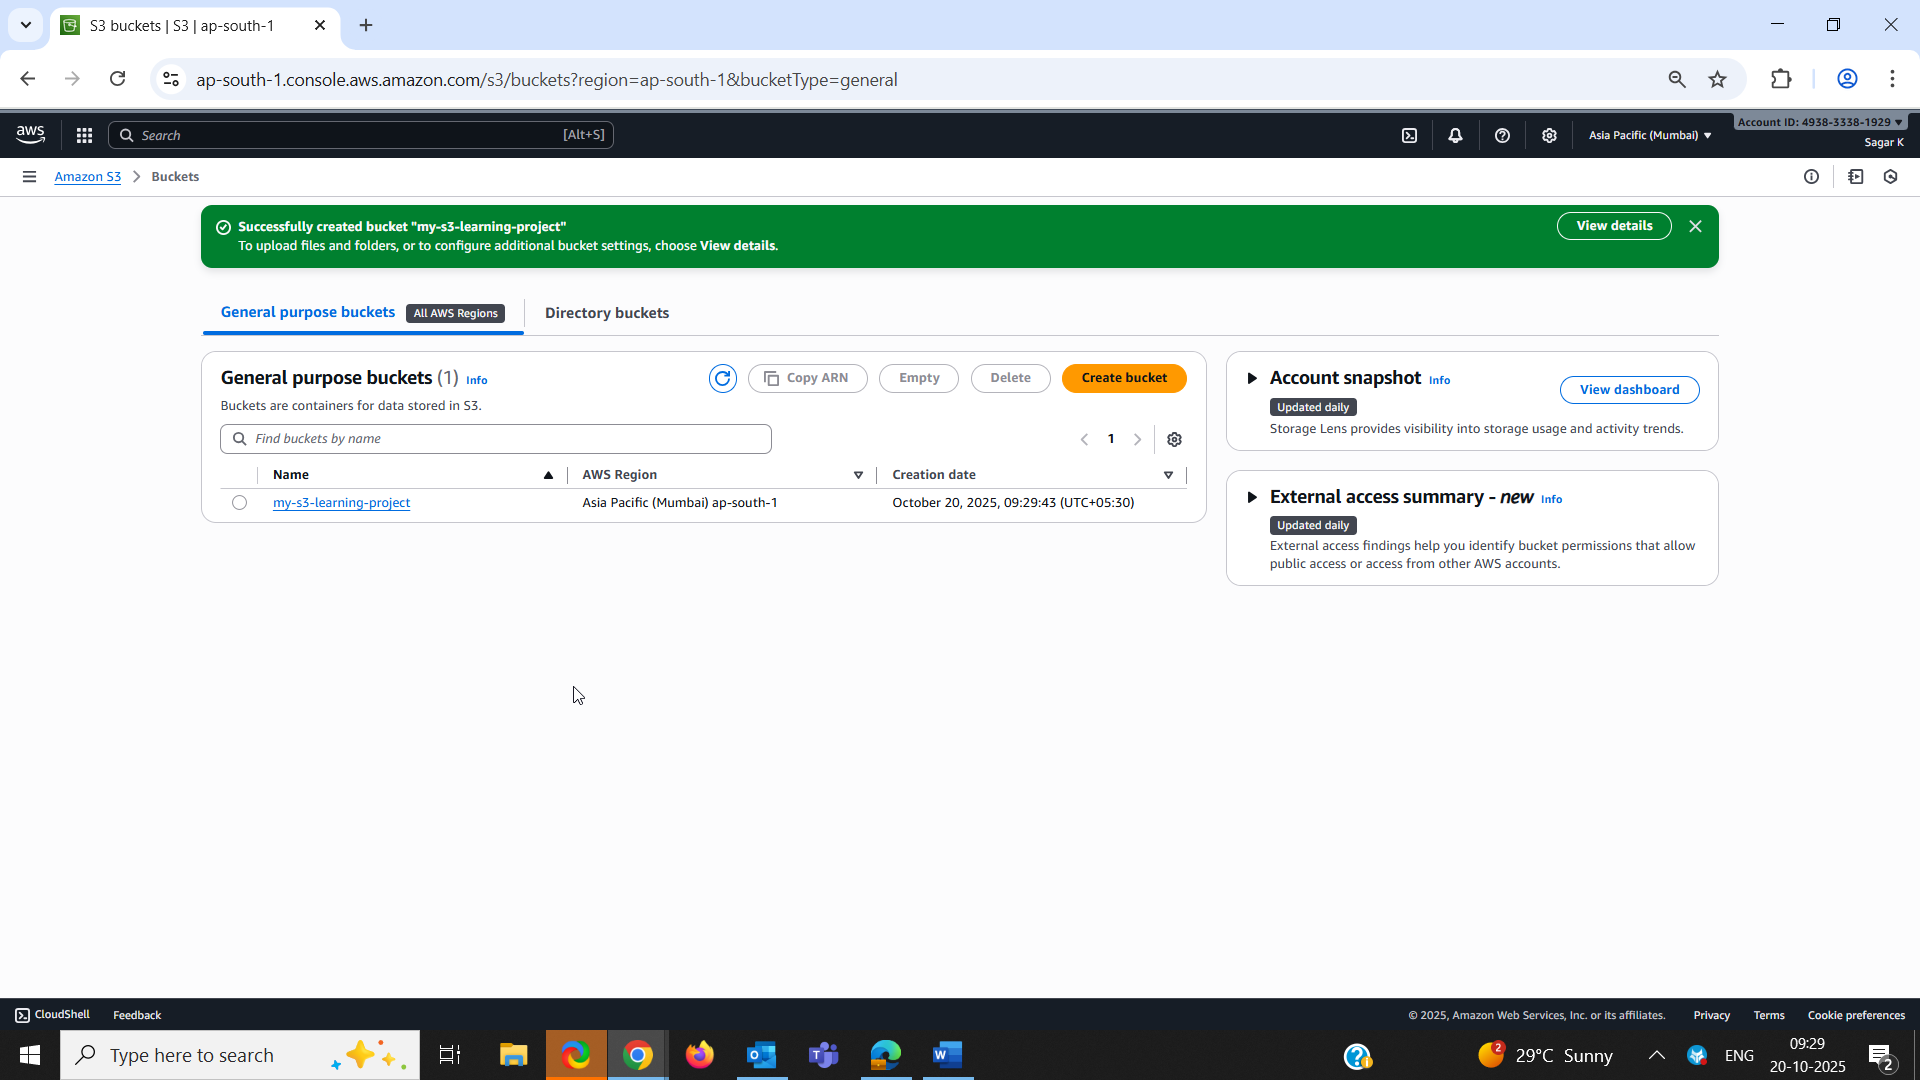 S3 buckets | S3 | ap-south-1
ap-south-1.console.aws.amazon.com/s3/buckets?region=ap-south-1&bucketType=general
aws
Search
[Alt+S]
Asia Pacific (Mumbai)
Account ID: 4938-3338-1929
Sagar K
Amazon S3
Buckets
Successfully created bucket "my-s3-learning-project"
To upload files and folders, or to configure additional bucket settings, choose View details.
View details
General purpose buckets
All AWS Regions
Directory buckets
General purpose buckets (1) Info
Copy ARN
Empty
Delete
Create bucket
Buckets are containers for data stored in S3.
Find buckets by name
1
Name
AWS Region
Creation date
my-s3-learning-project
Asia Pacific (Mumbai) ap-south-1
October 20, 2025, 09:29:43 (UTC+05:30)
Account snapshot Info
Updated daily
View dashboard
Storage Lens provides visibility into storage usage and activity trends.
External access summary - new Info
Updated daily
External access findings help you identify bucket permissions that allow
public access or access from other AWS accounts.
CloudShell
Feedback
© 2025, Amazon Web Services, Inc. or its affiliates.
Privacy
Terms
Cookie preferences
Type here to search
2
29°C Sunny
ENG
09:29
20-10-2025
2